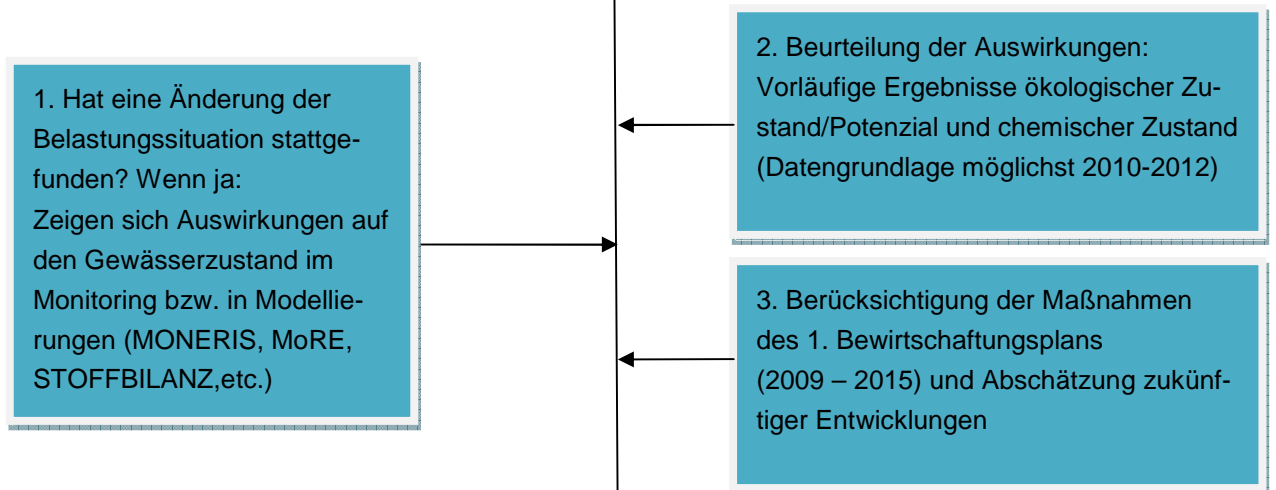 1. Hat eine Änderung der
Belastungssituation stattge-
funden? Wenn ja:
Zeigen sich Auswirkungen auf
den Gewässerzustand im
Monitoring bzw. in Modellie-
rungen (MONERIS, MoRE,
STOFFBILANZ,etc.)
2. Beurteilung der Auswirkungen:
Vorläufige Ergebnisse ökologischer Zu-
stand/Potenzial und chemischer Zustand
(Datengrundlage möglichst 2010-2012)
3. Berücksichtigung der Maßnahmen
des 1. Bewirtschaftungsplans
(2009 – 2015) und Abschätzung zukünf-
tiger Entwicklungen